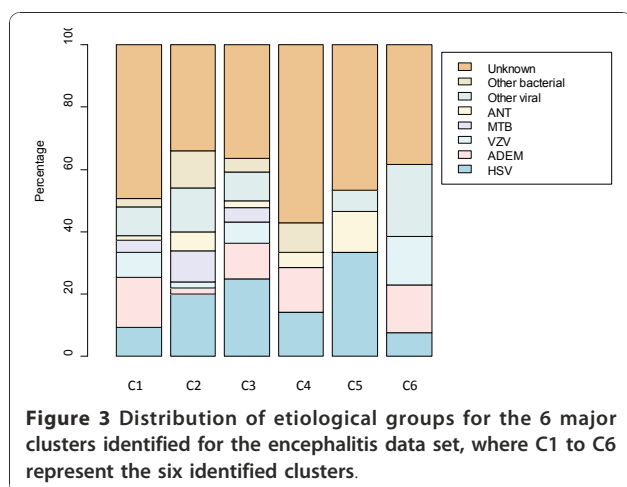 100
80
60
40
20
0
Percentage
C1 C2 C3 C4 C5 C6
Unknown
Other bacterial
Other viral
ANT
MTB
VZV
ADEM
HSV
Figure 3 Distribution of etiological groups for the 6 major
clusters identified for the encephalitis data set, where C1 to C6
represent the six identified clusters.